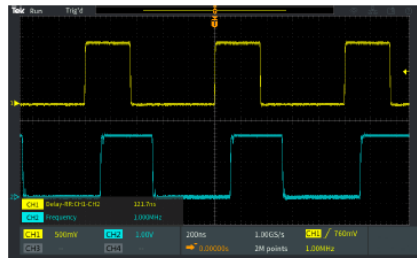 Tek Run Trig'd
CH1 Delay-RR:CH1-CH2 131.7ns
CH2 Frequency 1.000MHz
CH1 500mV CH2 1.00V 200ns 1.00GS/s CH1 760mV
CH3 CH4 0.00000s 2M points 1.00MHz